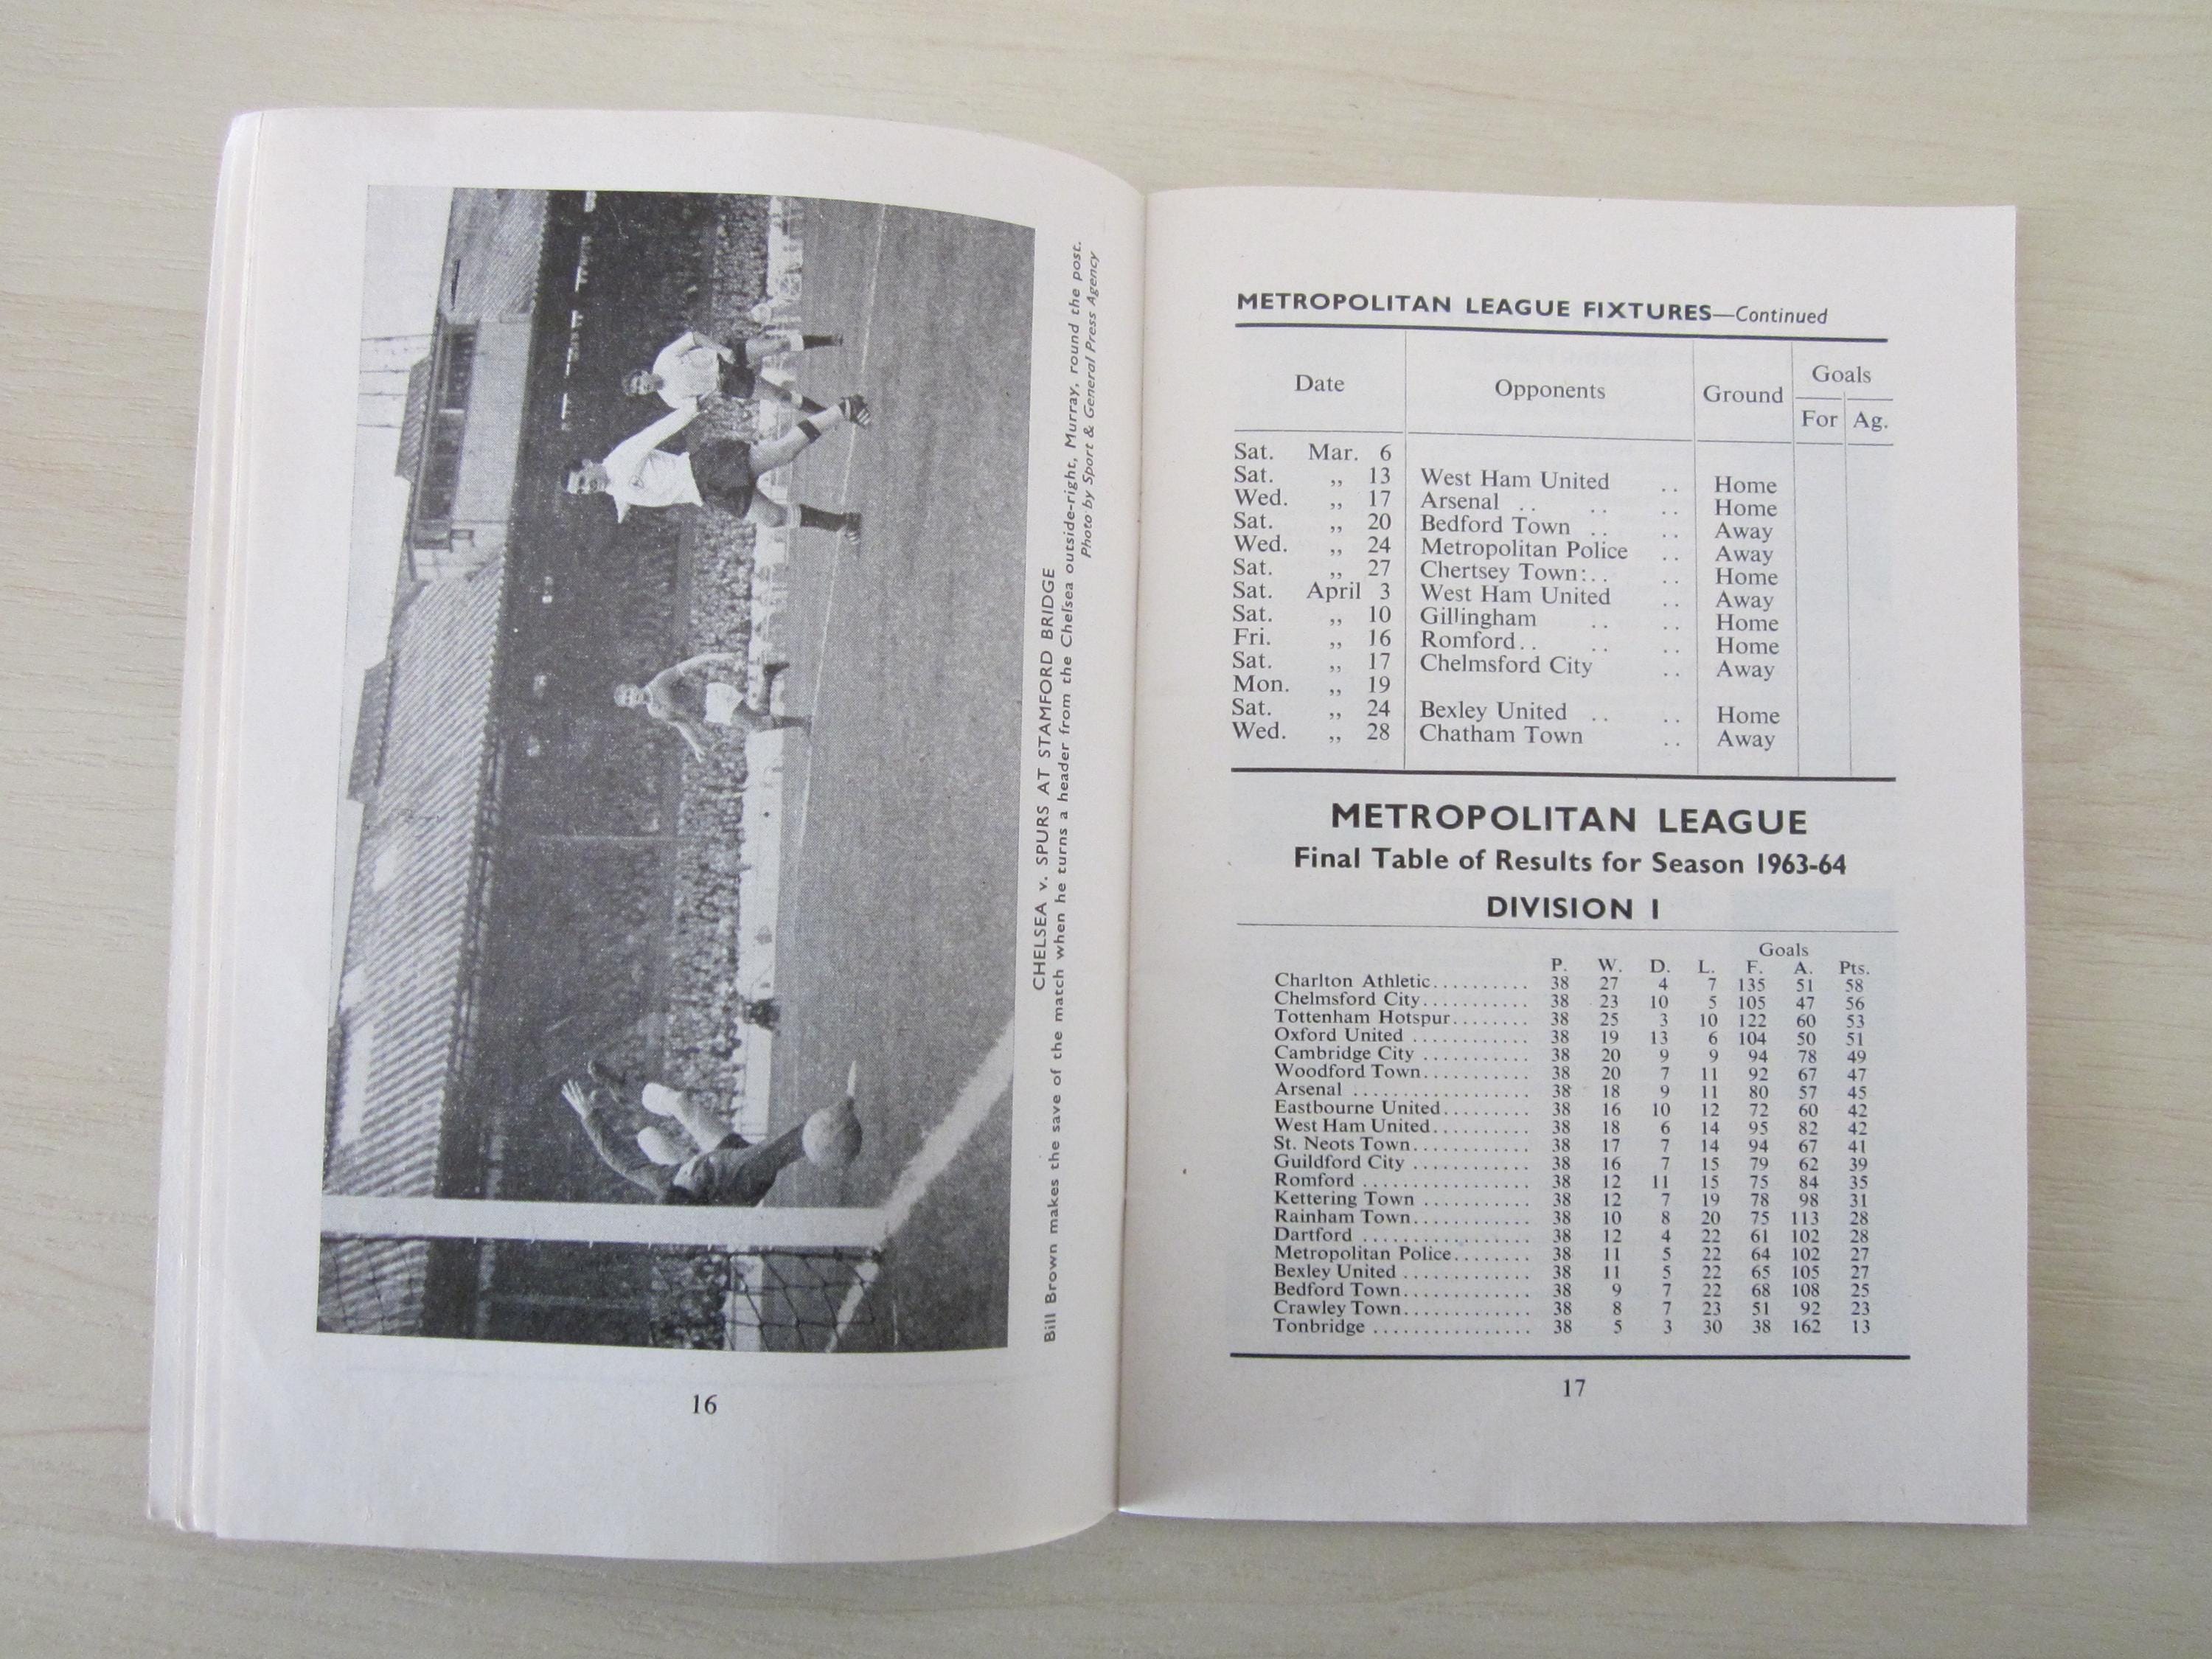 CHELSEA v. SPURS AT STAMFORD BRIDGE
Bill Brown makes the save of the match when he turns a header from the Chelsea outside-right, Murray, round the post.
Photo by Sport & General Press Agency
16
METROPOLITAN LEAGUE FIXTURES—Continued
Date Opponents Ground Goals
For Ag.
Sat. Mar. 6
Sat. ,, 13 West Ham United .. Home
Wed. ,, 17 Arsenal .. .. .. Home
Sat. ,, 20 Bedford Town .. .. Away
Wed. ,, 24 Metropolitan Police .. Away
Sat. ,, 27 Chertsey Town:.. .. Home
Sat. April 3 West Ham United .. Away
Sat. ,, 10 Gillingham .. .. Home
Fri. ,, 16 Romford.. .. .. Home
Sat. ,, 17 Chelmsford City .. Away
Mon. ,, 19
Sat. ,, 24 Bexley United .. .. Home
Wed. ,, 28 Chatham Town .. Away
METROPOLITAN LEAGUE
Final Table of Results for Season 1963-64
DIVISION I
Goals
P. W. D. L. F. A. Pts.
Charlton Athletic.......... 38 27 4 7 135 51 58
Chelmsford City........... 38 23 10 5 105 47 56
Tottenham Hotspur........ 38 25 3 10 122 60 53
Oxford United ............ 38 19 13 6 104 50 51
Cambridge City ........... 38 20 9 9 94 78 49
Woodford Town........... 38 20 7 11 92 67 47
Arsenal .................. 38 18 9 11 80 57 45
Eastbourne United......... 38 16 10 12 72 60 42
West Ham United.......... 38 18 6 14 95 82 42
St. Neots Town............ 38 17 7 14 94 67 41
Guildford City ............ 38 16 7 15 79 62 39
Romford ................. 38 12 11 15 75 84 35
Kettering Town ........... 38 12 7 19 78 98 31
Rainham Town............ 38 10 8 20 75 113 28
Dartford ................. 38 12 4 22 61 102 28
Metropolitan Police........ 38 11 5 22 64 102 27
Bexley United ............. 38 11 5 22 65 105 27
Bedford Town............. 38 9 7 22 68 108 25
Crawley Town............. 38 8 7 23 51 92 23
Tonbridge ................ 38 5 3 30 38 162 13
17